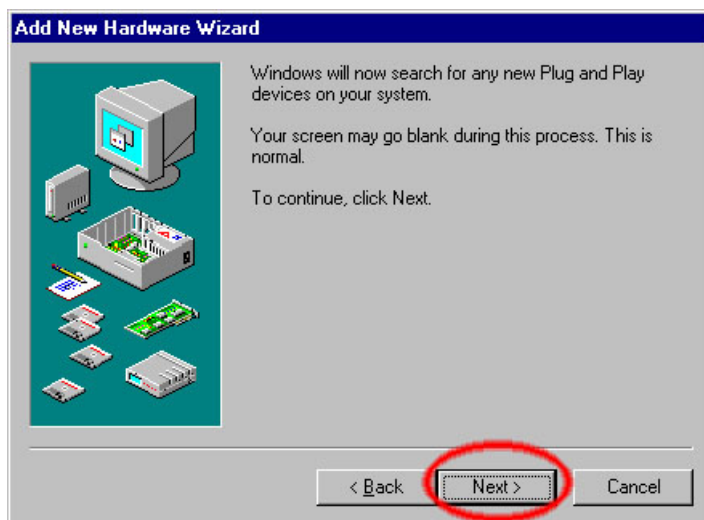 Add New Hardware Wizard
Windows will now search for any new Plug and Play
devices on your system.
Your screen may go blank during this process. This is
normal.
To continue, click Next.
< Back
Next >
Cancel